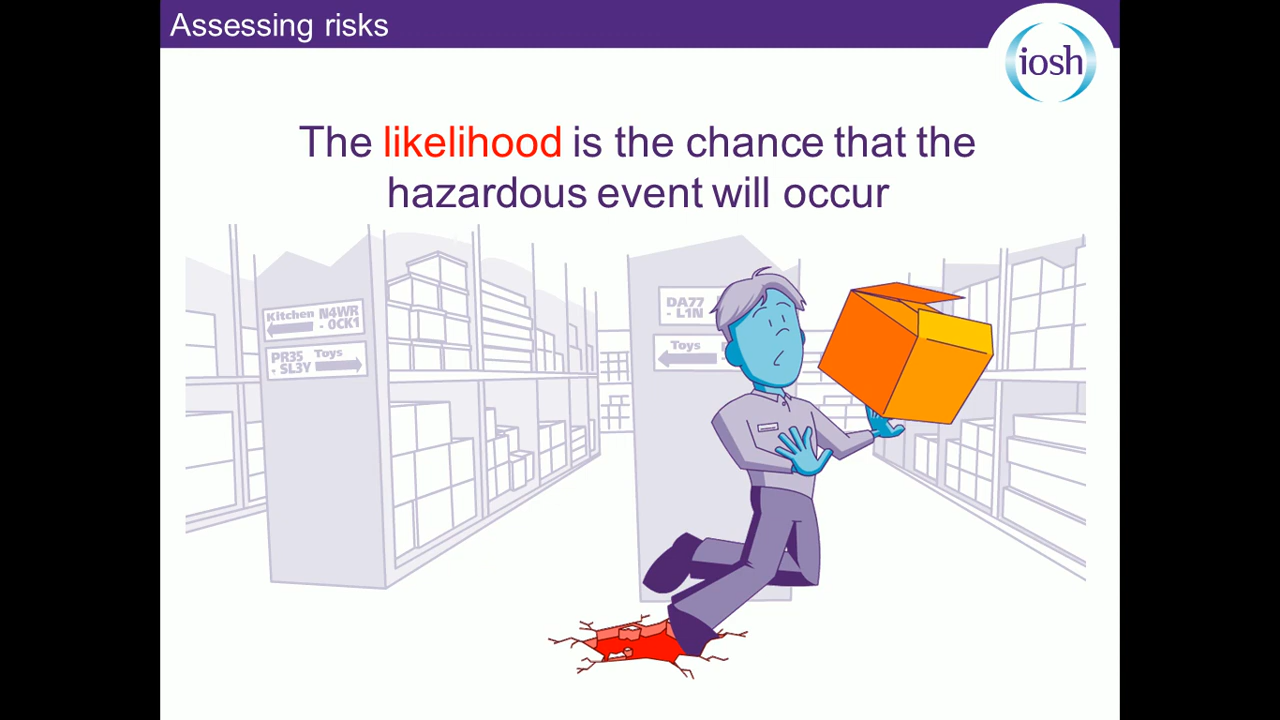 Assessing risks
iosh
The likelihood is the chance that the
hazardous event will occur
Kitchen N4WR
- 0CK1
PR35 Toys
- SL3Y
DA77
- L1N
Toys